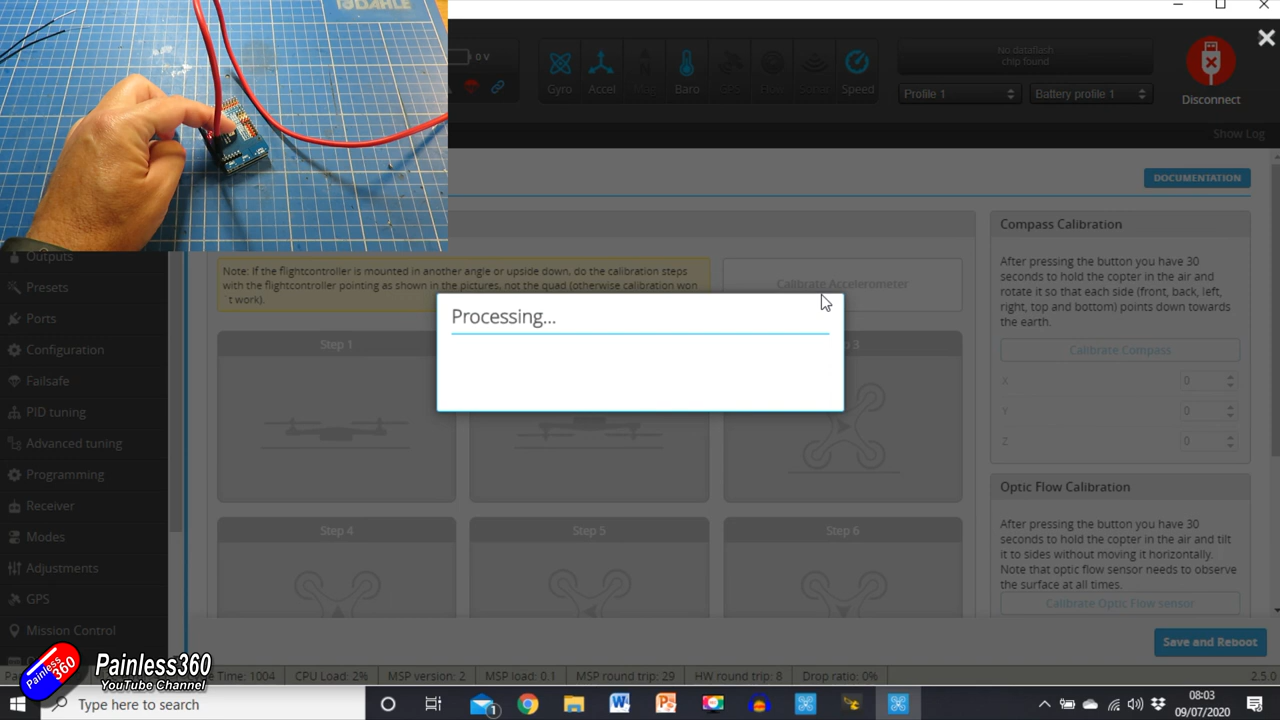 DAHLE
0 V
No dataflash
chip found
Gyro
Accel
Mag
Baro
GPS
Flow
Sonar
Speed
Profile 1
Battery profile 1
Disconnect
Show Log
DOCUMENTATION
Outputs
Presets
Ports
Configuration
Failsafe
PID tuning
Advanced tuning
Programming
Receiver
Modes
Adjustments
GPS
Mission Control
Note: If the flightcontroller is mounted in another angle or upside down, do the calibration steps
with the flightcontroller pointing as shown in the pictures, not the quad (otherwise calibration won
t work).
Calibrate Accelerometer
Processing...
Step 1
3
Step 4
Step 5
Step 6
Compass Calibration
After pressing the button you have 30
seconds to hold the copter in the air and
rotate it so that each side (front, back, left,
right, top and bottom) points down towards
the earth.
Calibrate Compass
X 0
Y 0
Z 0
Optic Flow Calibration
After pressing the button you have 30
seconds to hold the copter in the air and tilt
it to sides without moving it horizontally.
Note that optic flow sensor needs to observe
the surface at all times.
Calibrate Optic Flow sensor
Save and Reboot
Painless360
Painless360
YouTube Channel
Time: 1004
CPU Load: 2%
MSP version: 2
MSP load: 0.1
MSP round trip: 29
HW round trip: 8
Drop ratio: 0%
2.5.0
Type here to search
1
08:03
09/07/2020